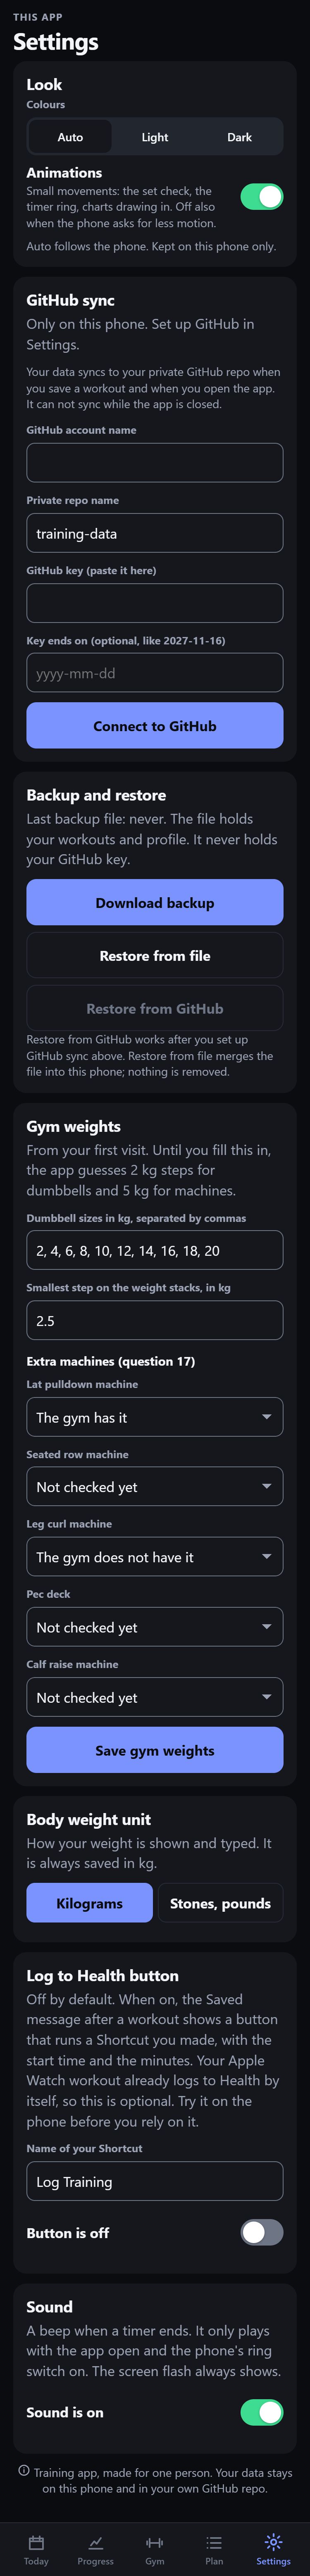 THIS APP
Settings
Look
Colours
Auto
Light
Dark
Animations
Small movements: the set check, the
timer ring, charts drawing in. Off also
when the phone asks for less motion.
Auto follows the phone. Kept on this phone only.
GitHub sync
Only on this phone. Set up GitHub in
Settings.
Your data syncs to your private GitHub repo when
you save a workout and when you open the app.
It can not sync while the app is closed.
GitHub account name
Private repo name
training-data
GitHub key (paste it here)
Key ends on (optional, like 2027-11-16)
yyyy-mm-dd
Connect to GitHub
Backup and restore
Last backup file: never. The file holds
your workouts and profile. It never holds
your GitHub key.
Download backup
Restore from file
Restore from GitHub
Restore from GitHub works after you set up
GitHub sync above. Restore from file merges the
file into this phone; nothing is removed.
Gym weights
From your first visit. Until you fill this in,
the app guesses 2 kg steps for
dumbbells and 5 kg for machines.
Dumbbell sizes in kg, separated by commas
2, 4, 6, 8, 10, 12, 14, 16, 18, 20
Smallest step on the weight stacks, in kg
2.5
Extra machines (question 17)
Lat pulldown machine
The gym has it
Seated row machine
Not checked yet
Leg curl machine
The gym does not have it
Pec deck
Not checked yet
Calf raise machine
Not checked yet
Save gym weights
Body weight unit
How your weight is shown and typed. It
is always saved in kg.
Kilograms
Stones, pounds
Log to Health button
Off by default. When on, the Saved
message after a workout shows a button
that runs a Shortcut you made, with the
start time and the minutes. Your Apple
Watch workout already logs to Health by
itself, so this is optional. Try it on the
phone before you rely on it.
Name of your Shortcut
Log Training
Button is off
Sound
A beep when a timer ends. It only plays
with the app open and the phone's ring
switch on. The screen flash always shows.
Sound is on
Training app, made for one person. Your data stays
on this phone and in your own GitHub repo.
Today
Progress
Gym
Plan
Settings